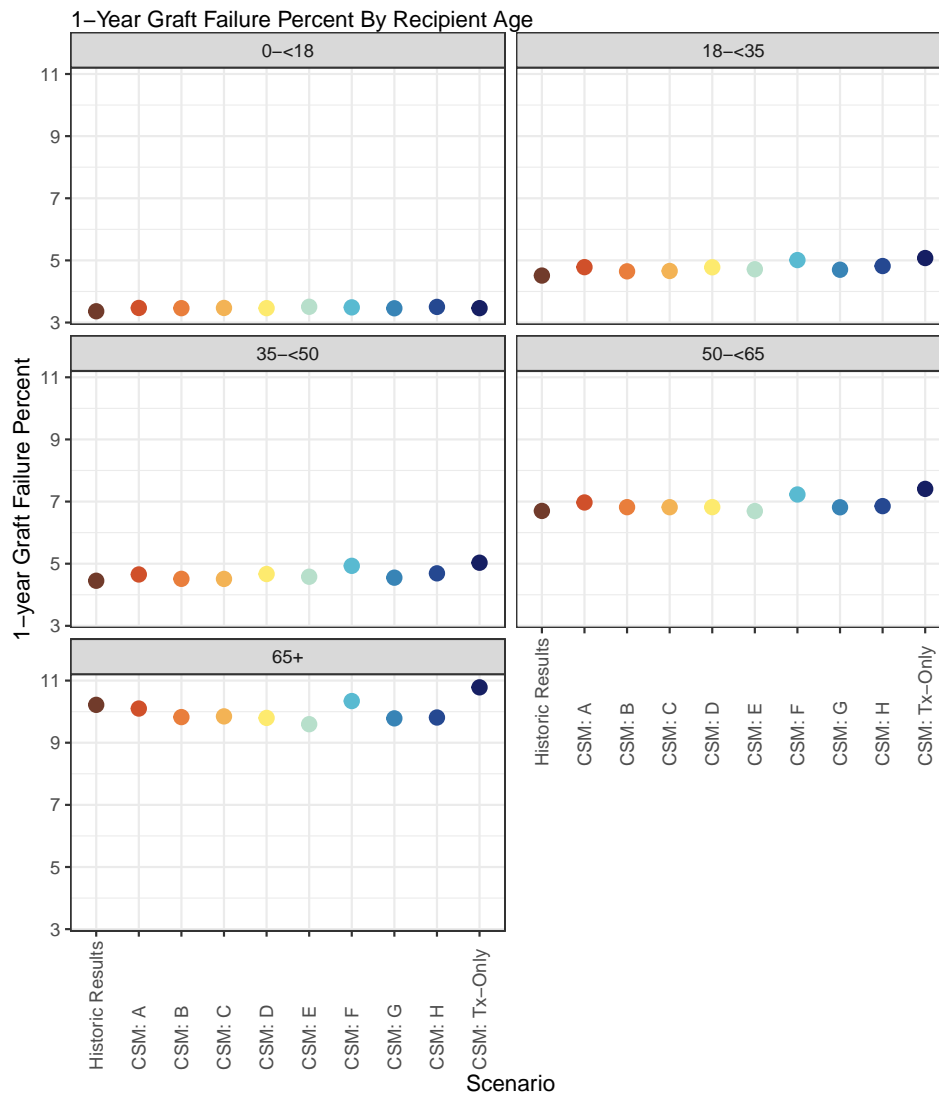 1−Year Graft Failure Percent By Recipient Age
0−<18
18−<35
11
9
7
5
3
35−<50
50−<65
11
9
7
5
3
65+
11
9
7
5
3
1−year Graft Failure Percent
Historic Results
CSM: A
CSM: B
CSM: C
CSM: D
CSM: E
CSM: F
CSM: G
CSM: H
CSM: Tx−Only
Historic Results
CSM: A
CSM: B
CSM: C
CSM: D
CSM: E
CSM: F
CSM: G
CSM: H
CSM: Tx−Only
Scenario